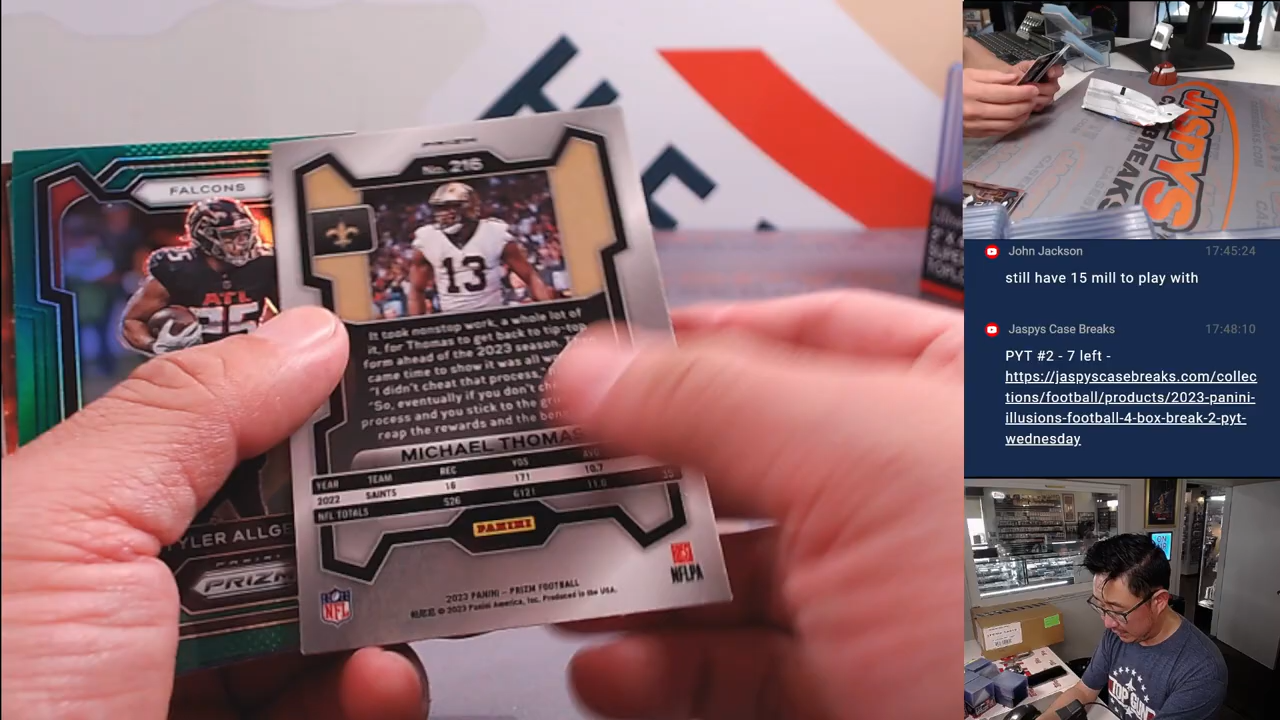 FALCONS
ATL
25
TYLER ALLGE
PRIZM
No. 216
13
It took nonstop work, a whole lot of
it, for Thomas to get back to tip-top
form ahead of the 2023 season.
came time to show it was all
"I didn't cheat that process,
"So, eventually if you don't
process and you stick to the
reap the rewards and the
MICHAEL THOMAS
YEAR TEAM REC YDS AVG
2022 SAINTS 16 171 10.7
NFL TOTALS 526 6121 11.6
PANINI
2023 PANINI – PRIZM FOOTBALL
© 2023 Panini America, Inc. Produced in the USA.
NFL
NFLPA
JASPYS
BREAKS
John Jackson 17:45:24
still have 15 mill to play with
Jaspys Case Breaks 17:48:10
PYT #2 - 7 left -
https://jaspyscasebreaks.com/collec
tions/football/products/2023-panini-
illusions-football-4-box-break-2-pyt-
wednesday
TOP GUN